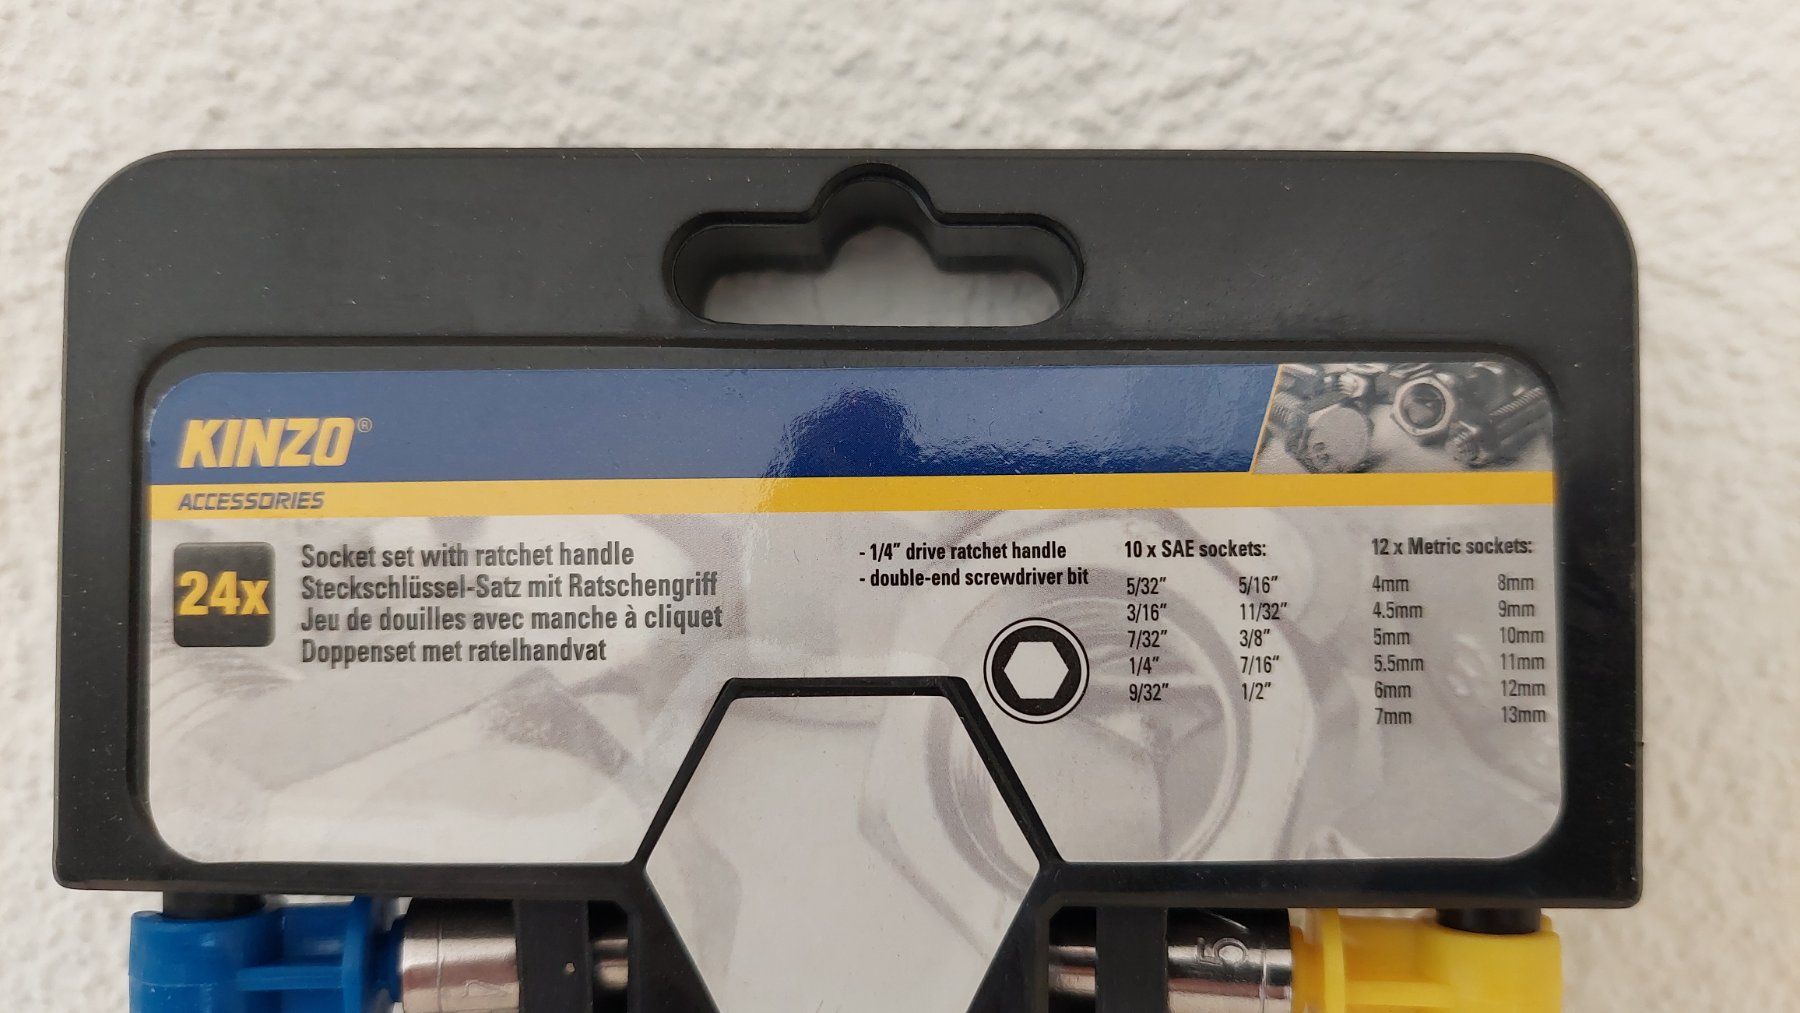 KINZO®
ACCESSORIES
24x
Socket set with ratchet handle
Steckschlüssel-Satz mit Ratschengriff
Jeu de douilles avec manche à cliquet
Doppenset met ratelhandvat
- 1/4" drive ratchet handle
- double-end screwdriver bit
10 x SAE sockets:
5/32" 5/16"
3/16" 11/32"
7/32" 3/8"
1/4" 7/16"
9/32" 1/2"
12 x Metric sockets:
4mm 8mm
4.5mm 9mm
5mm 10mm
5.5mm 11mm
6mm 12mm
7mm 13mm